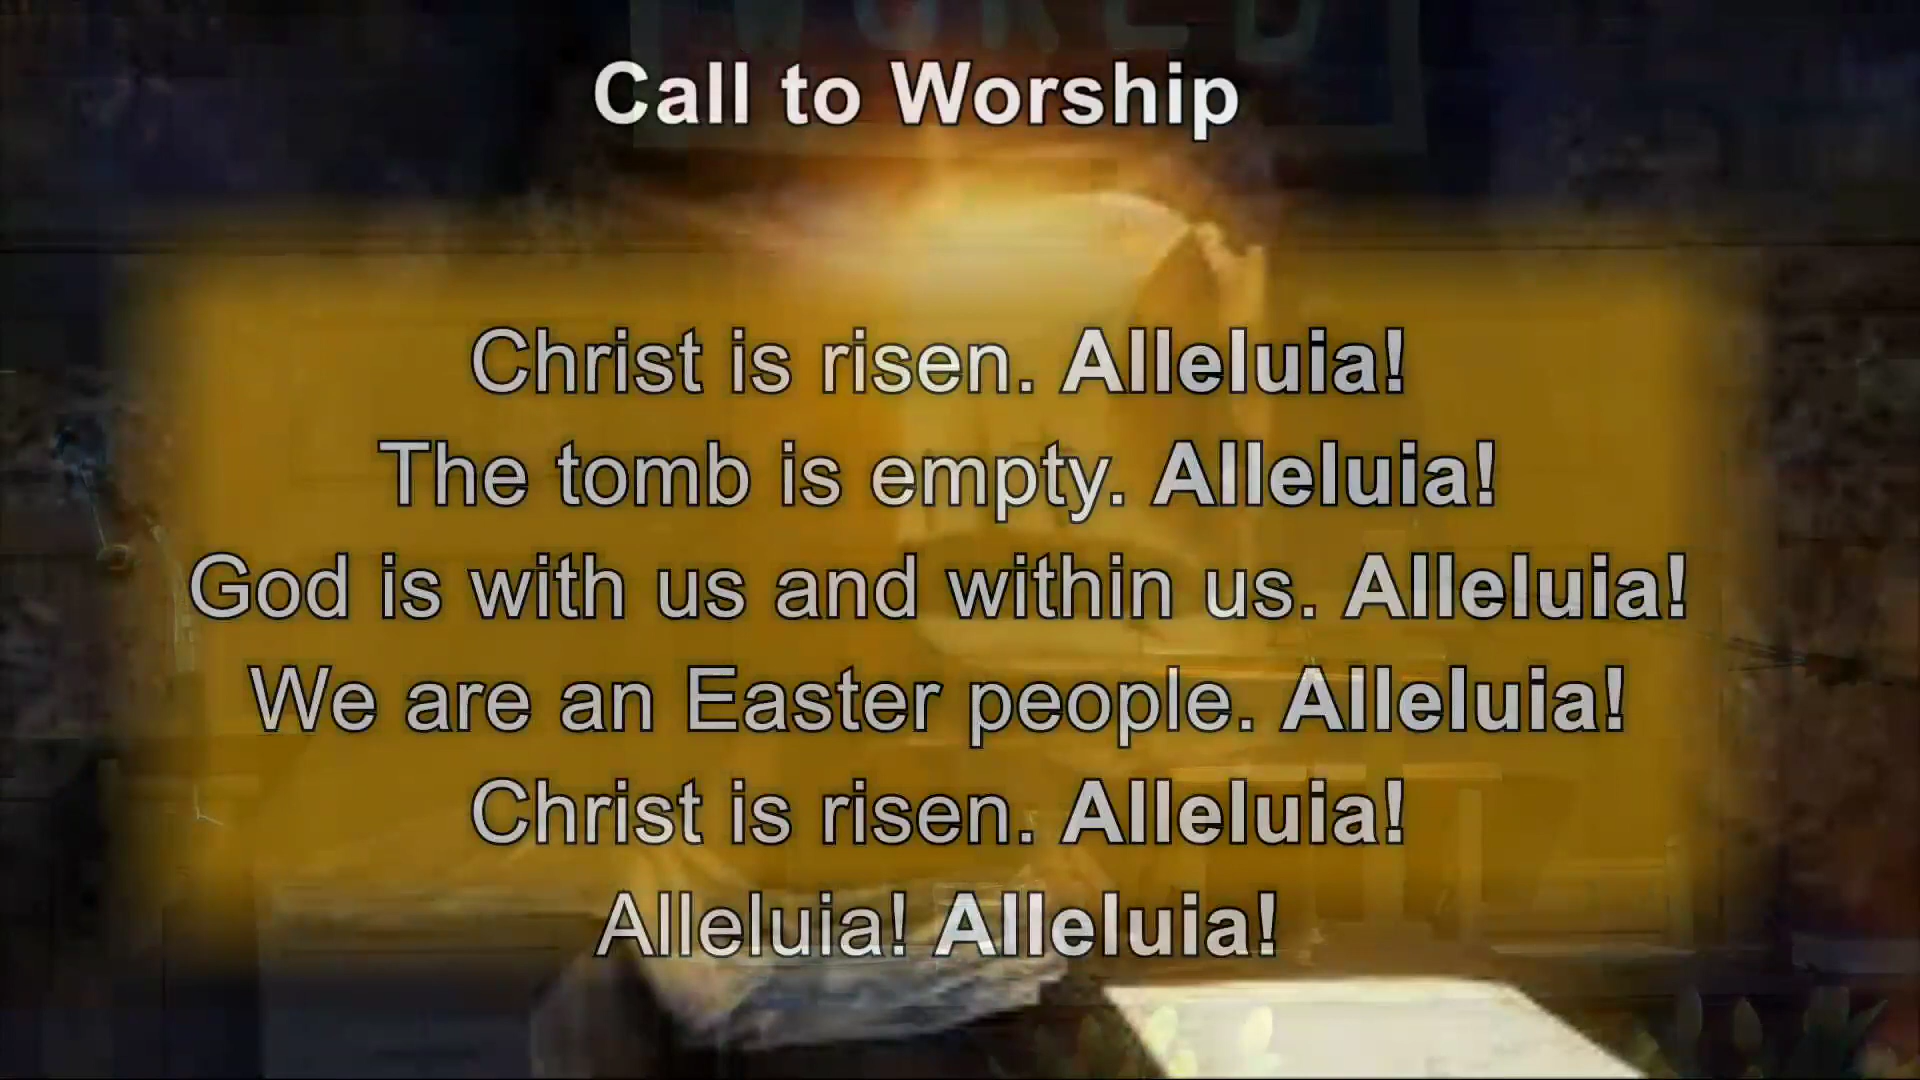 Call to Worship
Christ is risen. Alleluia!
The tomb is empty. Alleluia!
God is with us and within us. Alleluia!
We are an Easter people. Alleluia!
Christ is risen. Alleluia!
Alleluia! Alleluia!